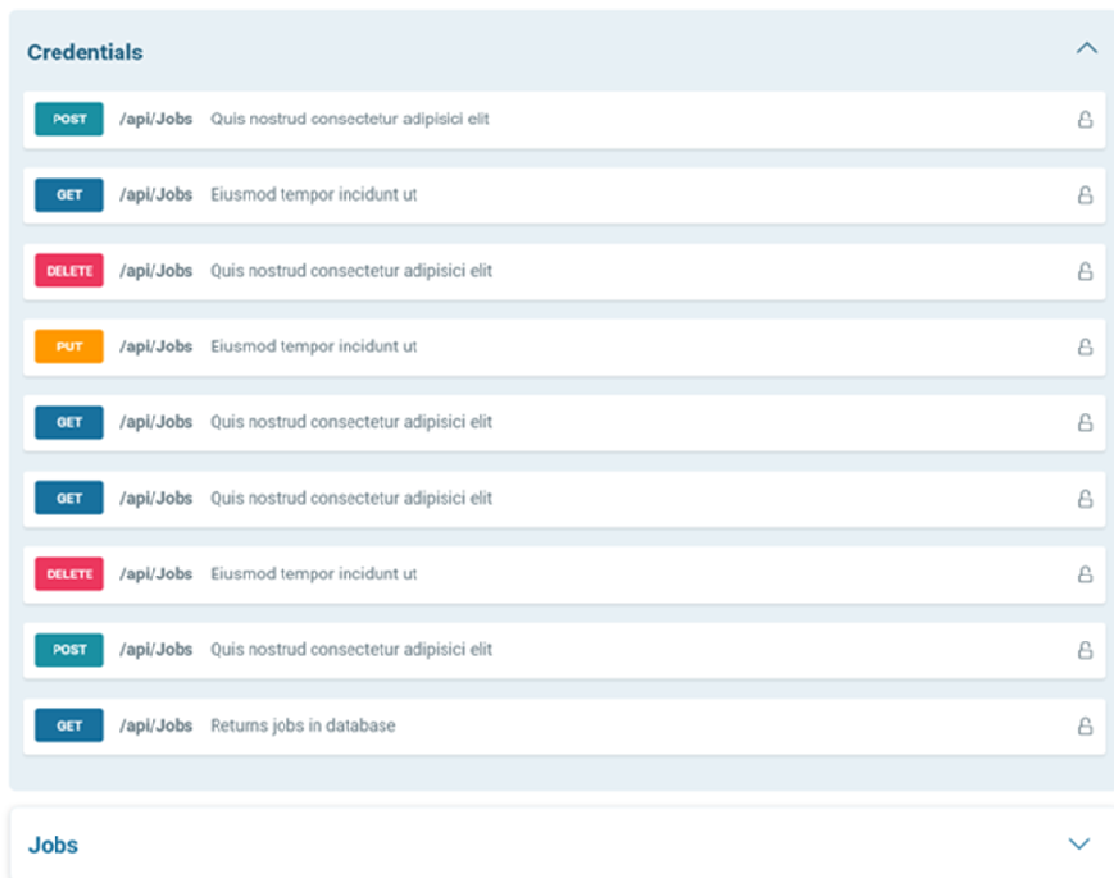 Credentials
POST /api/Jobs Quis nostrud consectetur adipisici elit
GET /api/Jobs Eiusmod tempor incidunt ut
DELETE /api/Jobs Quis nostrud consectetur adipisici elit
PUT /api/Jobs Eiusmod tempor incidunt ut
GET /api/Jobs Quis nostrud consectetur adipisici elit
GET /api/Jobs Quis nostrud consectetur adipisici elit
DELETE /api/Jobs Eiusmod tempor incidunt ut
POST /api/Jobs Quis nostrud consectetur adipisici elit
GET /api/Jobs Returns jobs in database
Jobs